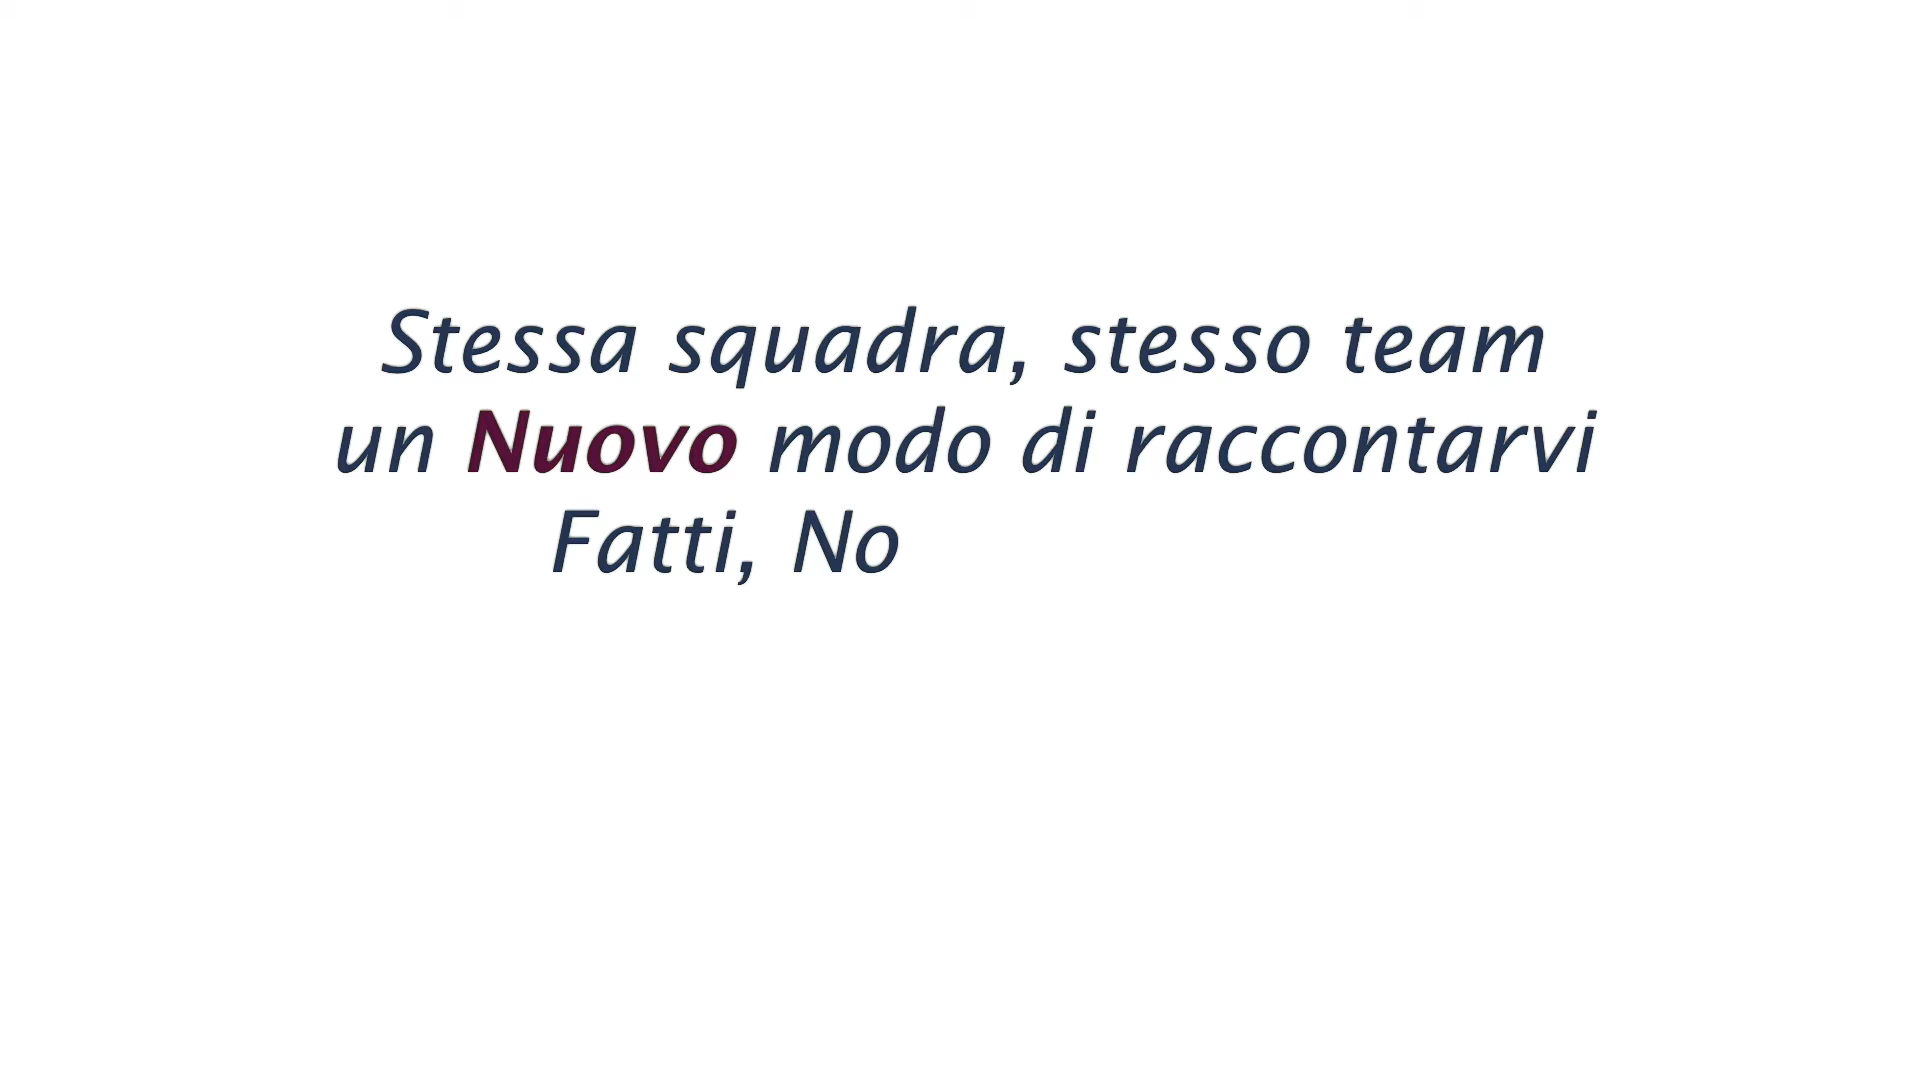 Stessa squadra, stesso team
un Nuovo modo di raccontarvi
Fatti, No